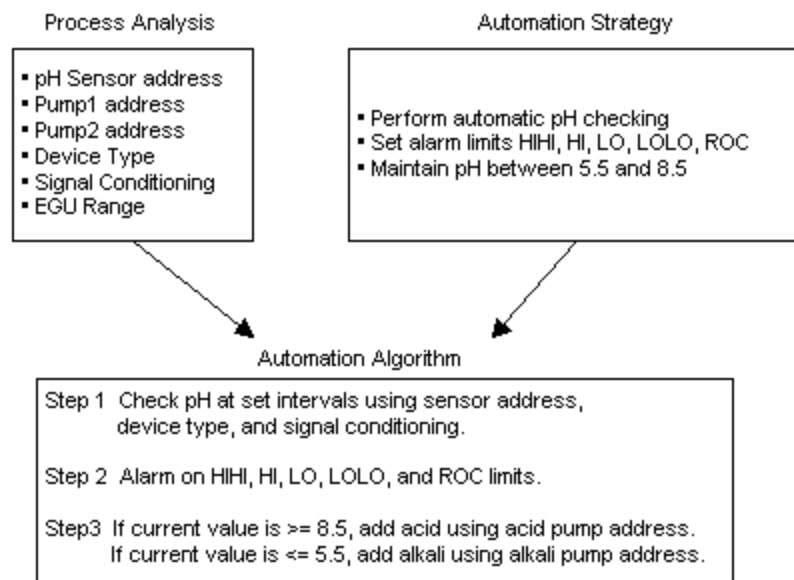 Process Analysis
▪ pH Sensor address
▪ Pump1 address
▪ Pump2 address
▪ Device Type
▪ Signal Conditioning
▪ EGU Range
Automation Strategy
▪ Perform automatic pH checking
▪ Set alarm limits HIHI, HI, LO, LOLO, ROC
▪ Maintain pH between 5.5 and 8.5
Automation Algorithm
Step 1 Check pH at set intervals using sensor address,
device type, and signal conditioning.
Step 2 Alarm on HIHI, HI, LO, LOLO, and ROC limits.
Step3 If current value is >= 8.5, add acid using acid pump address.
If current value is <= 5.5, add alkali using alkali pump address.